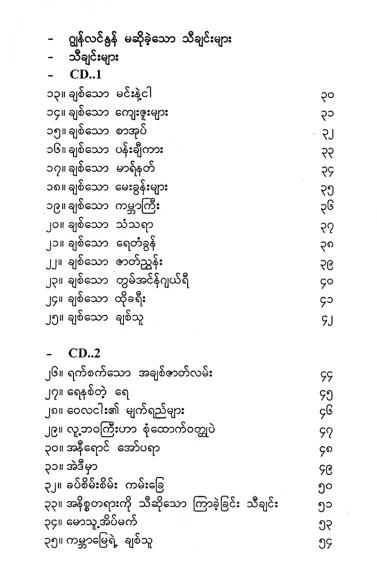 - ဂျွန်လင်နွန် မဆိုခဲ့သော သီချင်းများ
- သီချင်းများ
- CD..1
၁၃။ ချစ်သော မင်းနဲ့ငါ ၃၀
၁၄။ ချစ်သော ကျေးဇူးများ ၃၁
၁၅။ ချစ်သော စာအုပ် ၃၂
၁၆။ ချစ်သော ပန်းချီကား ၃၃
၁၇။ ချစ်သော မာရ်နတ် ၃၄
၁၈။ ချစ်သော မေးခွန်းများ ၃၅
၁၉။ ချစ်သော ကမ္ဘာကြီး ၃၆
၂၀။ ချစ်သော သံသရာ ၃၇
၂၁။ ချစ်သော ရေတံခွန် ၃၈
၂၂။ ချစ်သော ဇာတ်ညွှန်း ၃၉
၂၃။ ချစ်သော တွမ်အင်န်ဂျယ်ရီ ၄၀
၂၄။ ချစ်သော ထိုခရီး ၄၁
၂၅။ ချစ်သော ချစ်သူ ၄၂
- CD..2
၂၆။ ရက်စက်သော အချစ်ဇာတ်လမ်း ၄၄
၂၇။ ရေနစ်တဲ့ ရေ ၄၅
၂၈။ ဝေလငါး၏ မျက်ရည်များ ၄၆
၂၉။ လူ့ဘဝကြီးဟာ စုံထောက်ဝတ္ထုပဲ ၄၇
၃၀။ အနီရောင် အော်ပရာ ၄၈
၃၁။ အဲဒီမှာ ၄၉
၃၂။ ခပ်စိမ်းစိမ်း ကမ်းခြေ ၅၀
၃၃။ အနိစ္စတရားကို သီဆိုသော ကြာခဲ့ခြင်း သီချင်း ၅၁
၃၄။ မောသူ့အိပ်မက် ၅၃
၃၅။ ကမ္ဘာမြေရဲ့ ချစ်သူ ၅၄